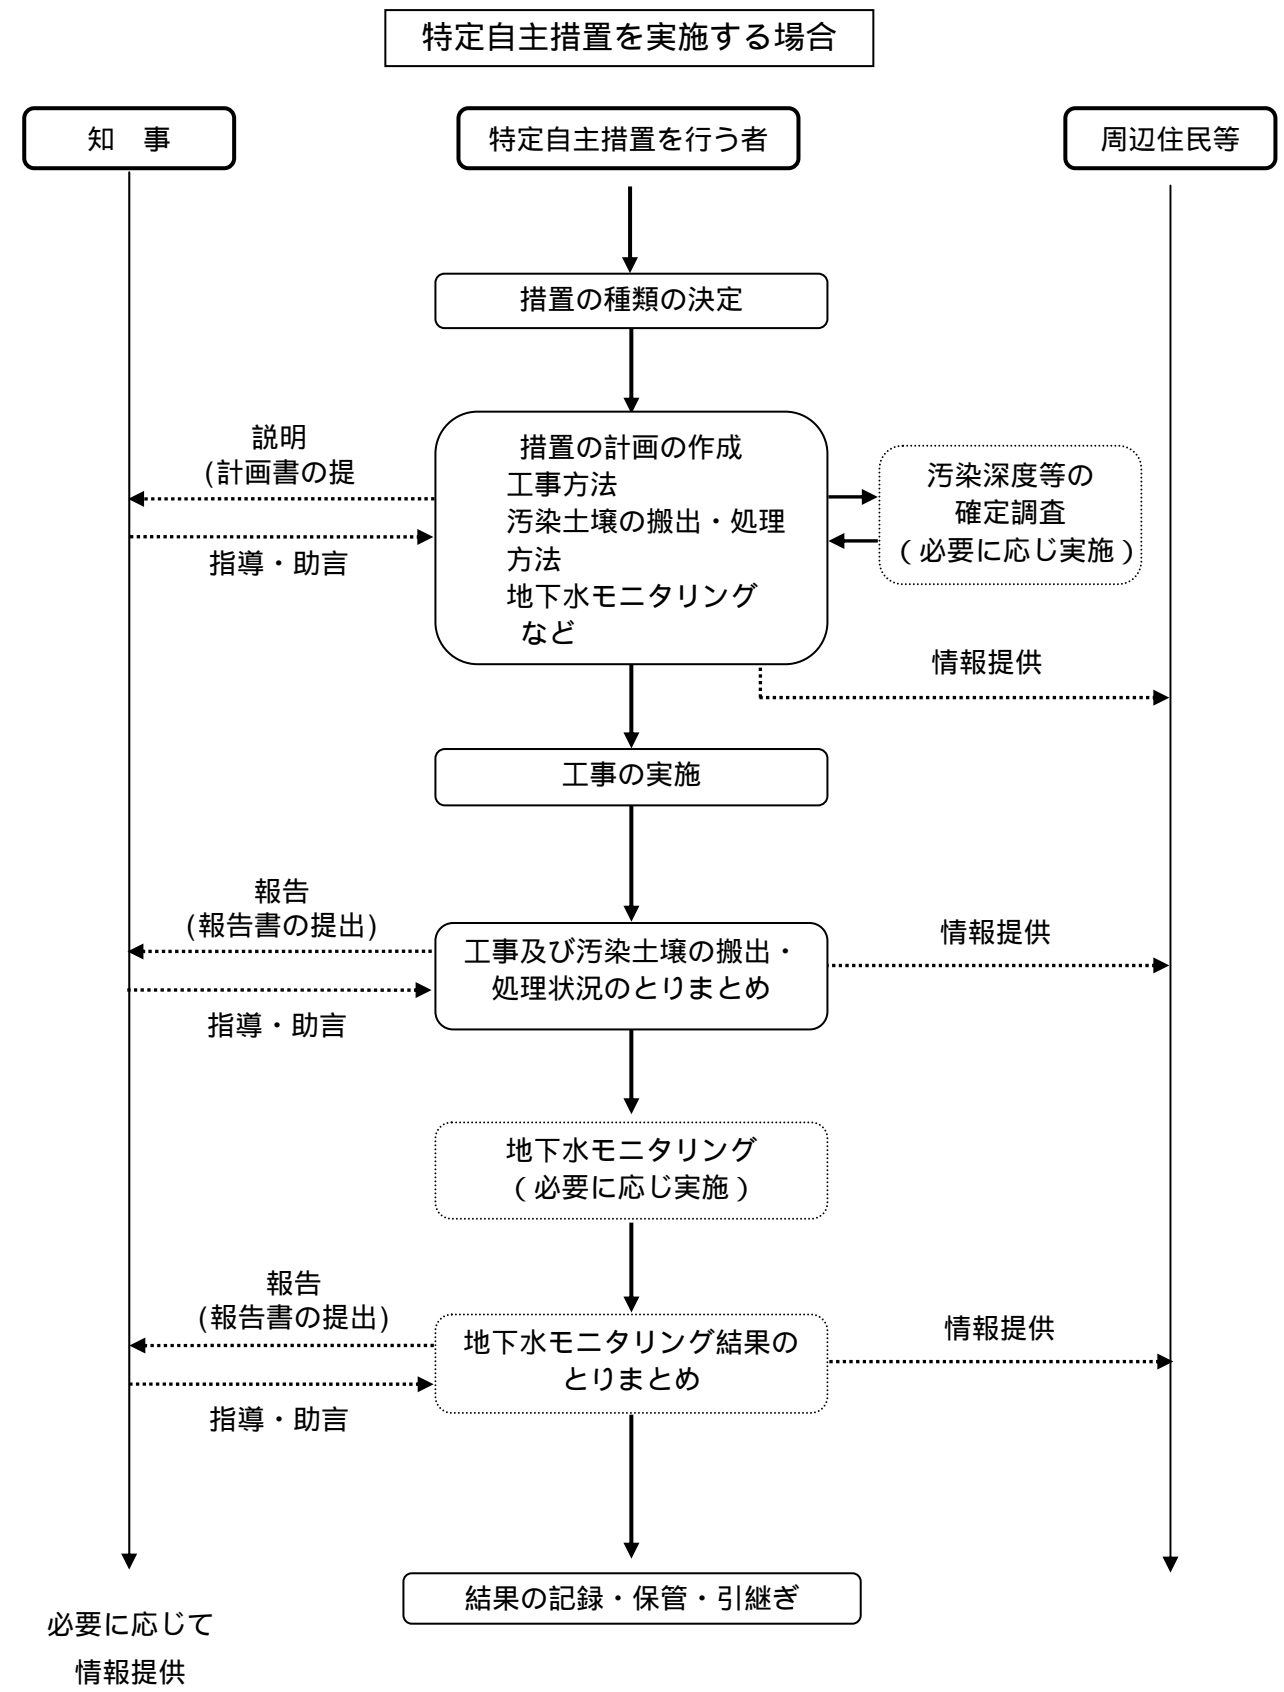 特定自主措置を実施する場合
知　事
特定自主措置を行う者
周辺住民等
措置の種類の決定
説明
(計画書の提
指導・助言
措置の計画の作成
工事方法
汚染土壌の搬出・処理
方法
地下水モニタリング
など
汚染深度等の
確定調査
（必要に応じ実施）
情報提供
工事の実施
報告
(報告書の提出)
指導・助言
工事及び汚染土壌の搬出・
処理状況のとりまとめ
情報提供
地下水モニタリング
（必要に応じ実施）
報告
(報告書の提出)
指導・助言
地下水モニタリング結果の
とりまとめ
情報提供
結果の記録・保管・引継ぎ
必要に応じて
情報提供